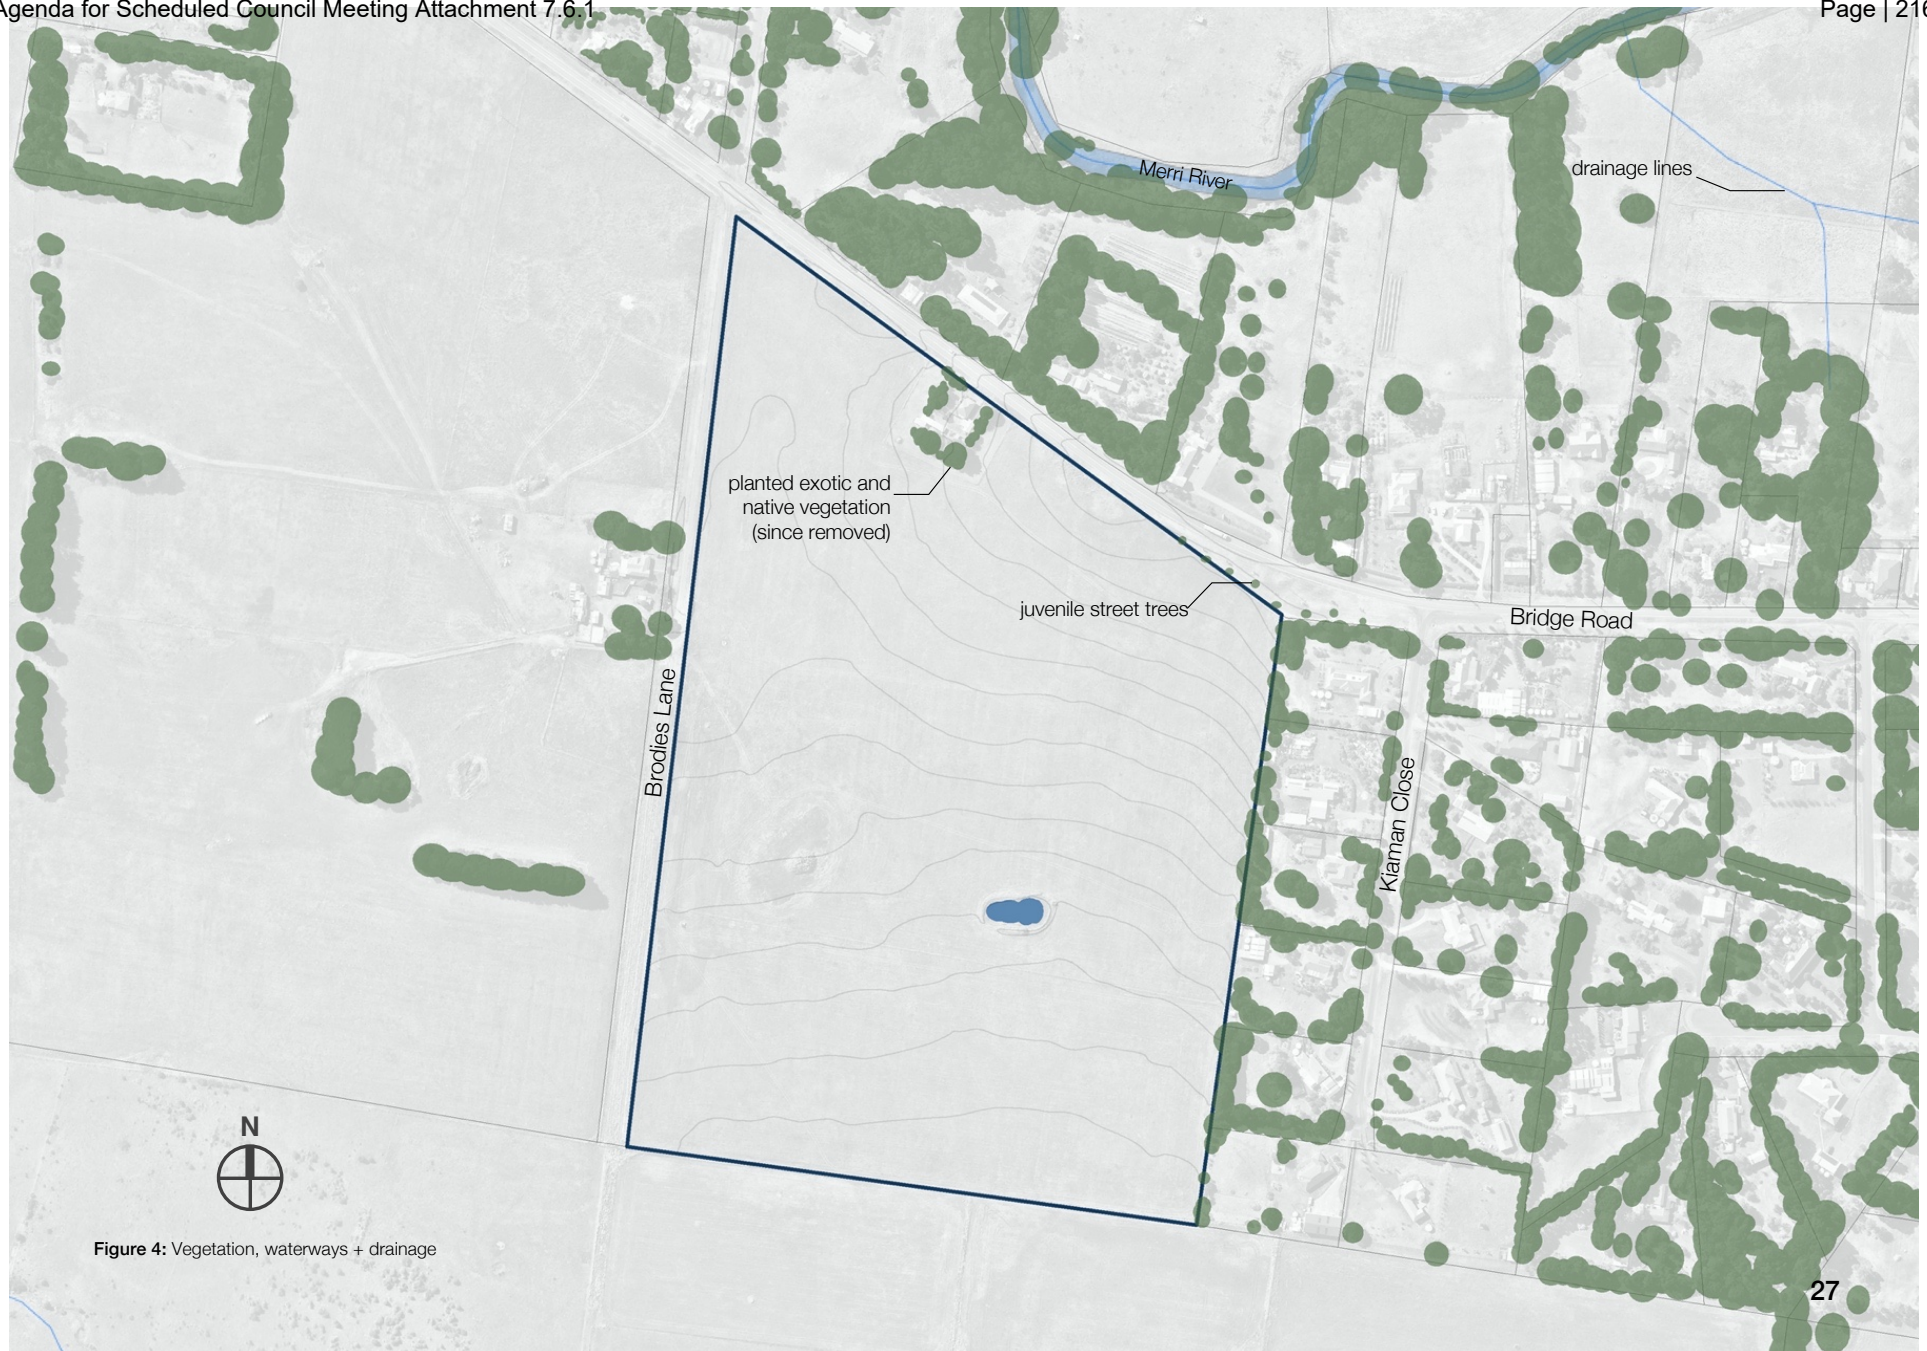 Agenda for Scheduled Council Meeting Attachment 7.6.1
Page | 216
Merri River
drainage lines
planted exotic and
native vegetation
(since removed)
juvenile street trees
Bridge Road
Brodies Lane
Kiaman Close
N
Figure 4: Vegetation, waterways + drainage
27